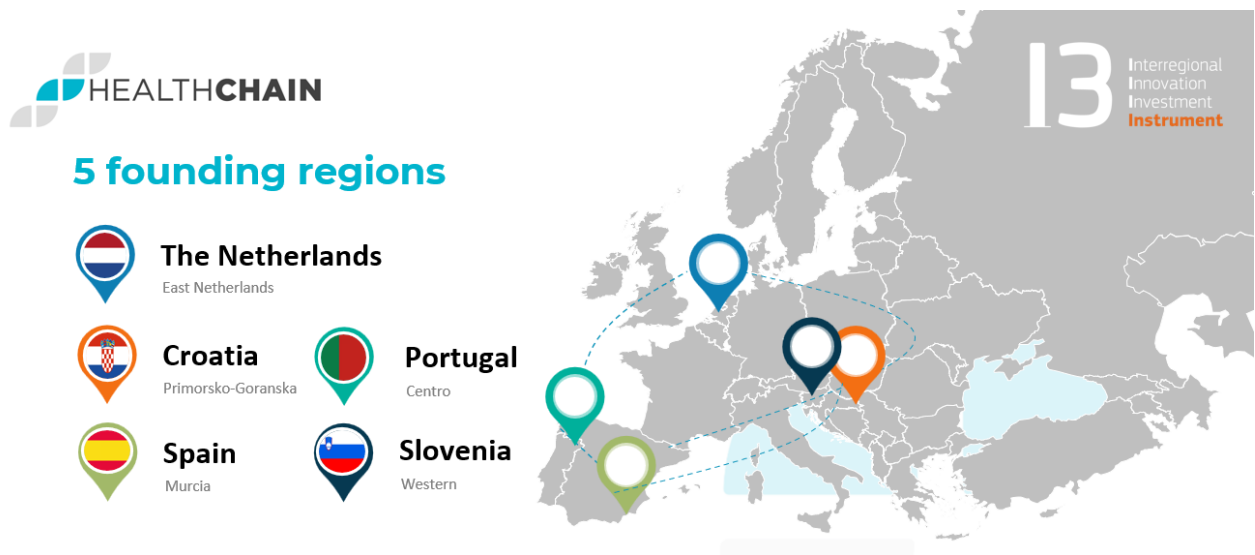 HEALTHCHAIN
I3
Interregional
Innovation
Investment
Instrument
5 founding regions
The Netherlands
East Netherlands
Croatia
Primorsko-Goranska
Portugal
Centro
Spain
Murcia
Slovenia
Western